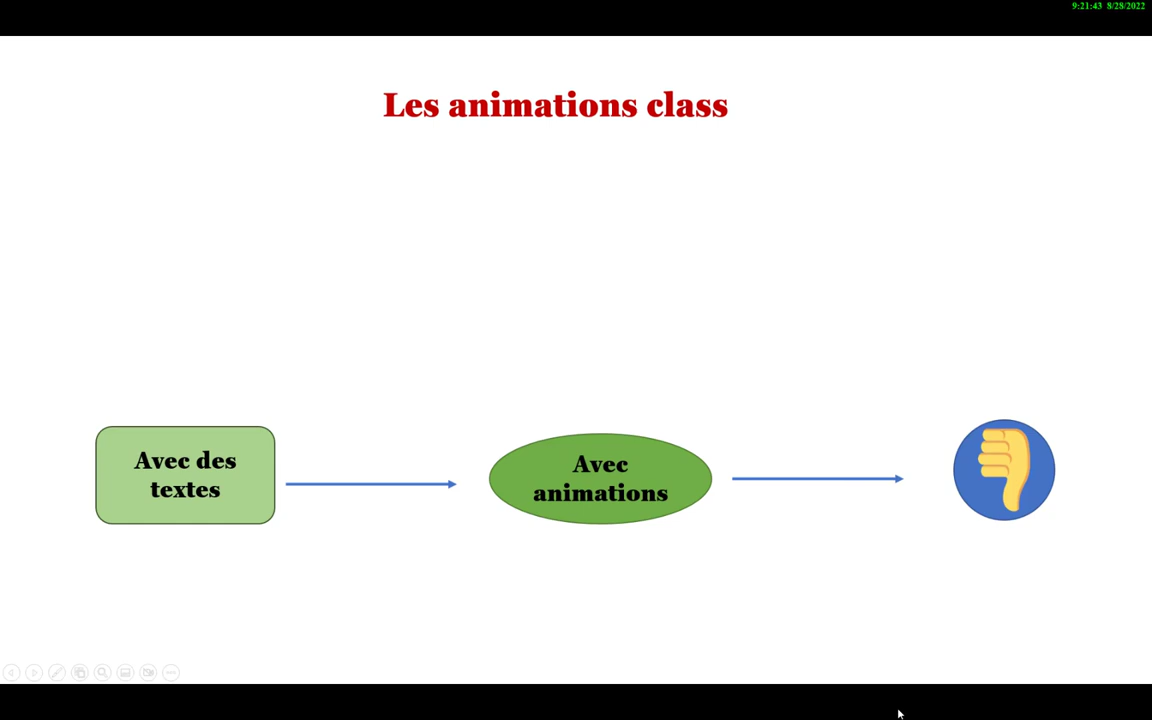 9:21:43 8/28/2022
Les animations class
Avec des
textes
Avec
animations